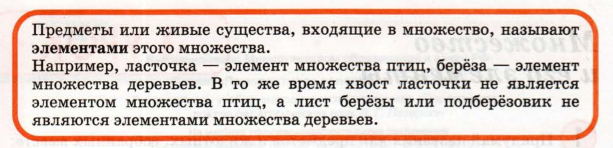 Предметы или живые существа, входящие в множество, называют
элементами этого множества.
Например, ласточка — элемент множества птиц, берёза — элемент
множества деревьев. В то же время хвост ласточки не является
элементом множества птиц, а лист берёзы или подберёзовик не
являются элементами множества деревьев.